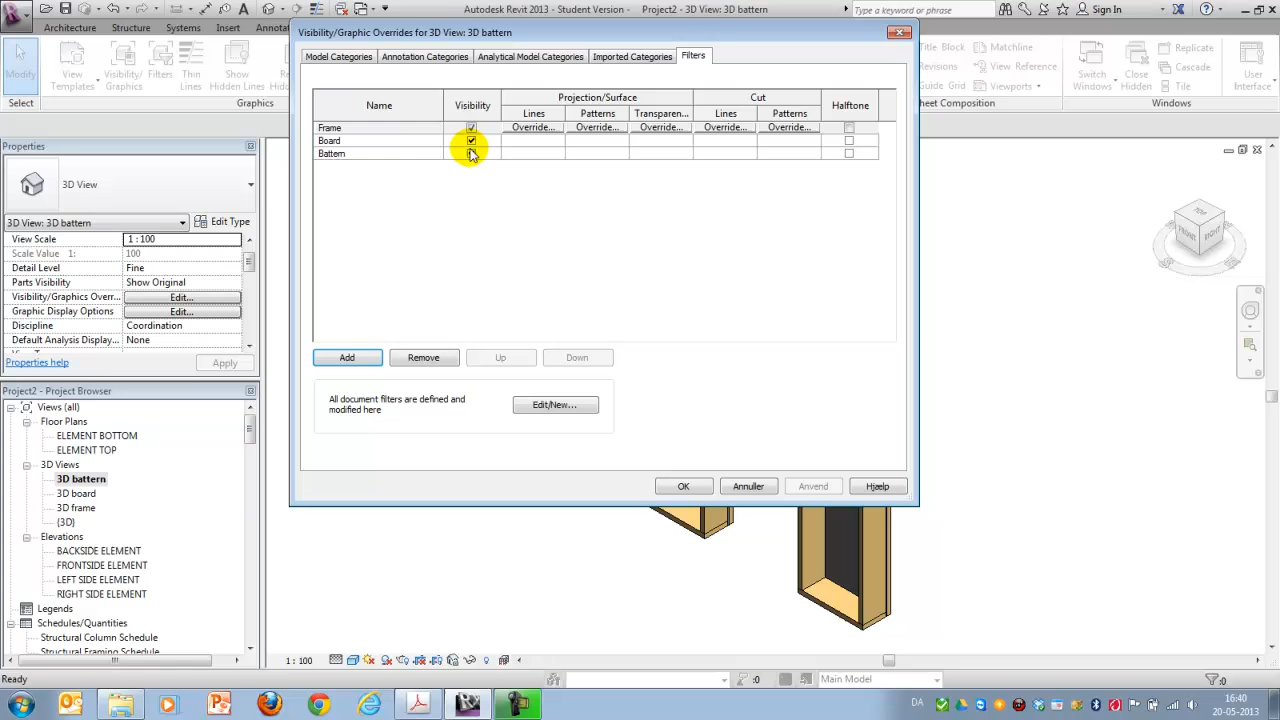 Autodesk Revit 2013 - Student Version - Project2 - 3D View: 3D battern
Type a keyword or phrase
Sign In
Architecture Structure Systems Insert Annotat
Modify
View Templates
Visibility/ Graphics
Filters
Thin Lines
Show Hidden Lines
Select
Graphics
Title Block
Revisions
Guide Grid
Matchline
View Reference
Viewports
Sheet Composition
Switch Windows
Close Hidden
Replicate
Cascade
Tile
User Interface
Windows
Visibility/Graphic Overrides for 3D View: 3D battern
Model Categories Annotation Categories Analytical Model Categories Imported Categories Filters
Name Visibility Projection/Surface Cut Halftone
Lines Patterns Transparen... Lines Patterns
Frame Override... Override... Override... Override... Override...
Board
Battern
Add Remove Up Down
All document filters are defined and modified here
Edit/New...
OK Annuller Anvend Hjælp
Properties
3D View
3D View: 3D battern Edit Type
View Scale 1 : 100
Scale Value 1: 100
Detail Level Fine
Parts Visibility Show Original
Visibility/Graphics Overr... Edit...
Graphic Display Options Edit...
Discipline Coordination
Default Analysis Display... None
Properties help Apply
Project2 - Project Browser
Views (all)
Floor Plans
ELEMENT BOTTOM
ELEMENT TOP
3D Views
3D battern
3D board
3D frame
{3D}
Elevations
BACKSIDE ELEMENT
FRONTSIDE ELEMENT
LEFT SIDE ELEMENT
RIGHT SIDE ELEMENT
Legends
Schedules/Quantities
Structural Column Schedule
Structural Framing Schedule
TOP
FRONT
RIGHT
1 : 100
Ready
:0
Main Model
:0
DA
16:40
20-05-2013